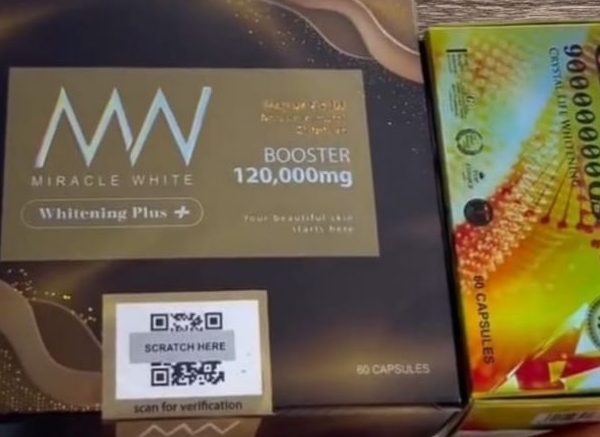 MW
MIRACLE WHITE
Whitening Plus +
BOOSTER
120,000mg
Your beautiful skin
starts here
SCRATCH HERE
scan for verification
60 CAPSULES
CRYSTAL LIFE WHITENING
60 CAPSULES